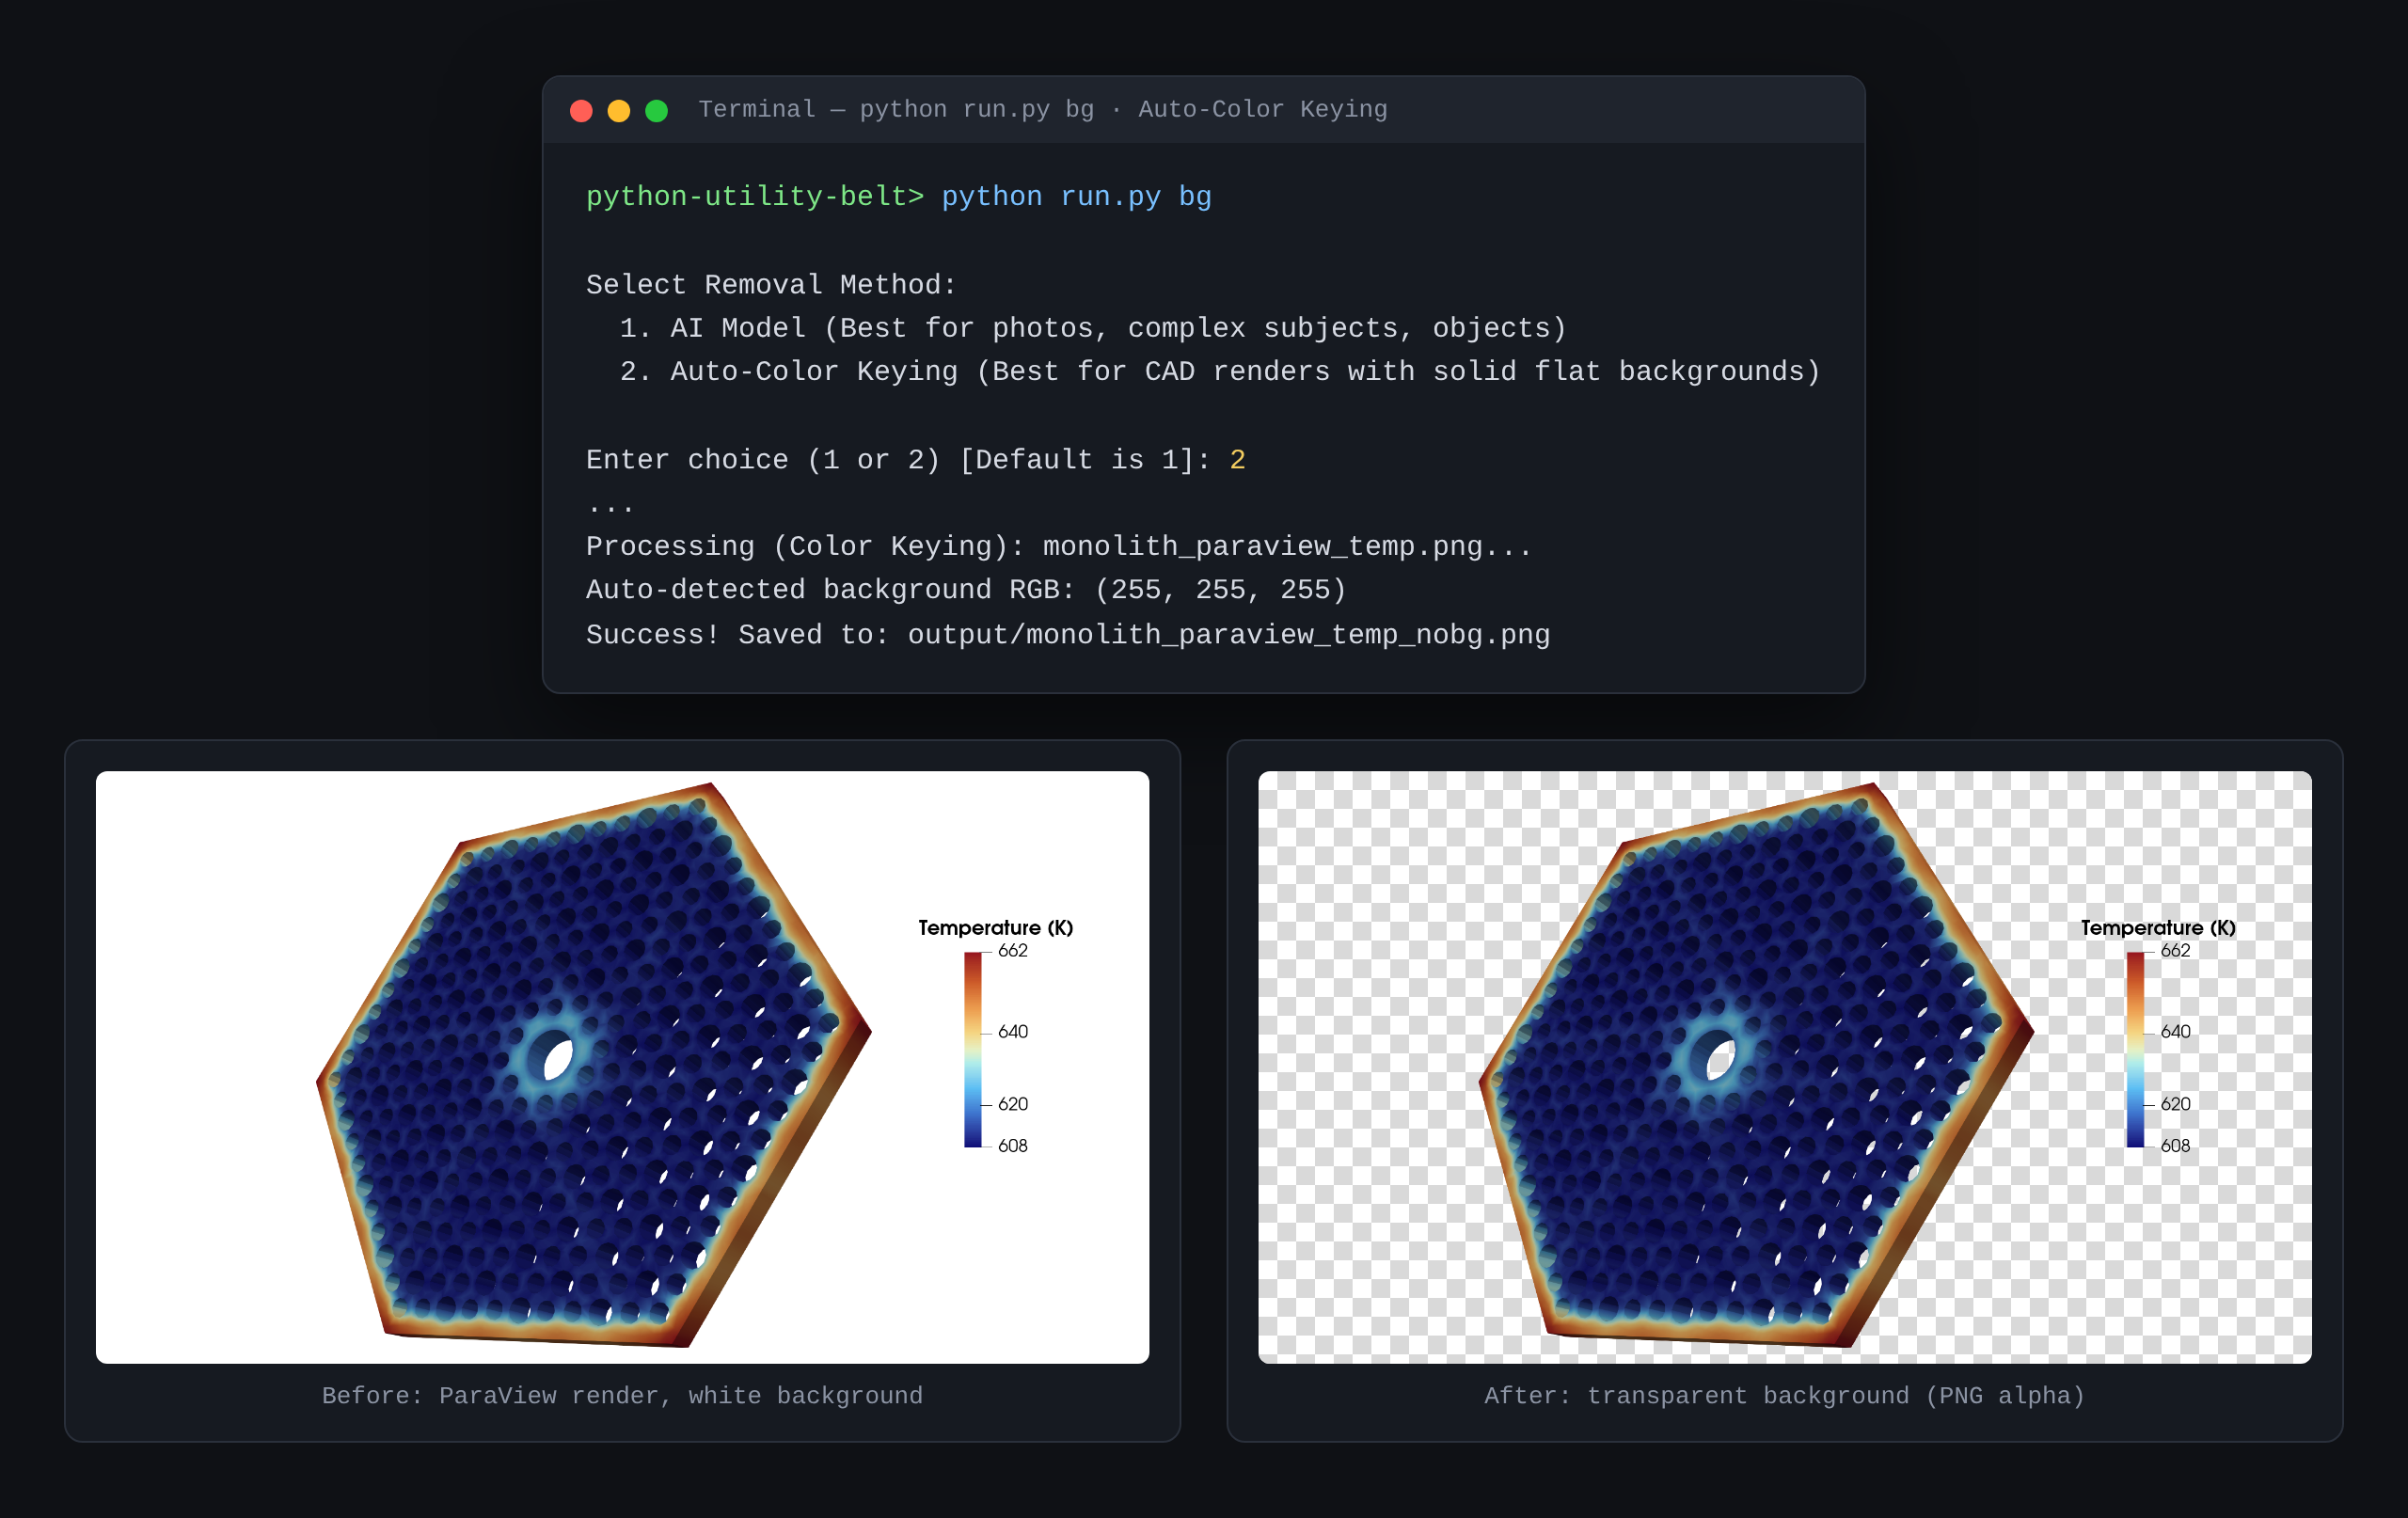 Terminal — python run.py bg · Auto-Color Keying
python-utility-belt> python run.py bg
Select Removal Method:
1. AI Model (Best for photos, complex subjects, objects)
2. Auto-Color Keying (Best for CAD renders with solid flat backgrounds)
Enter choice (1 or 2) [Default is 1]: 2
...
Processing (Color Keying): monolith_paraview_temp.png...
Auto-detected background RGB: (255, 255, 255)
Success! Saved to: output/monolith_paraview_temp_nobg.png
Temperature (K)
662
640
620
608
Before: ParaView render, white background
Temperature (K)
662
640
620
608
After: transparent background (PNG alpha)